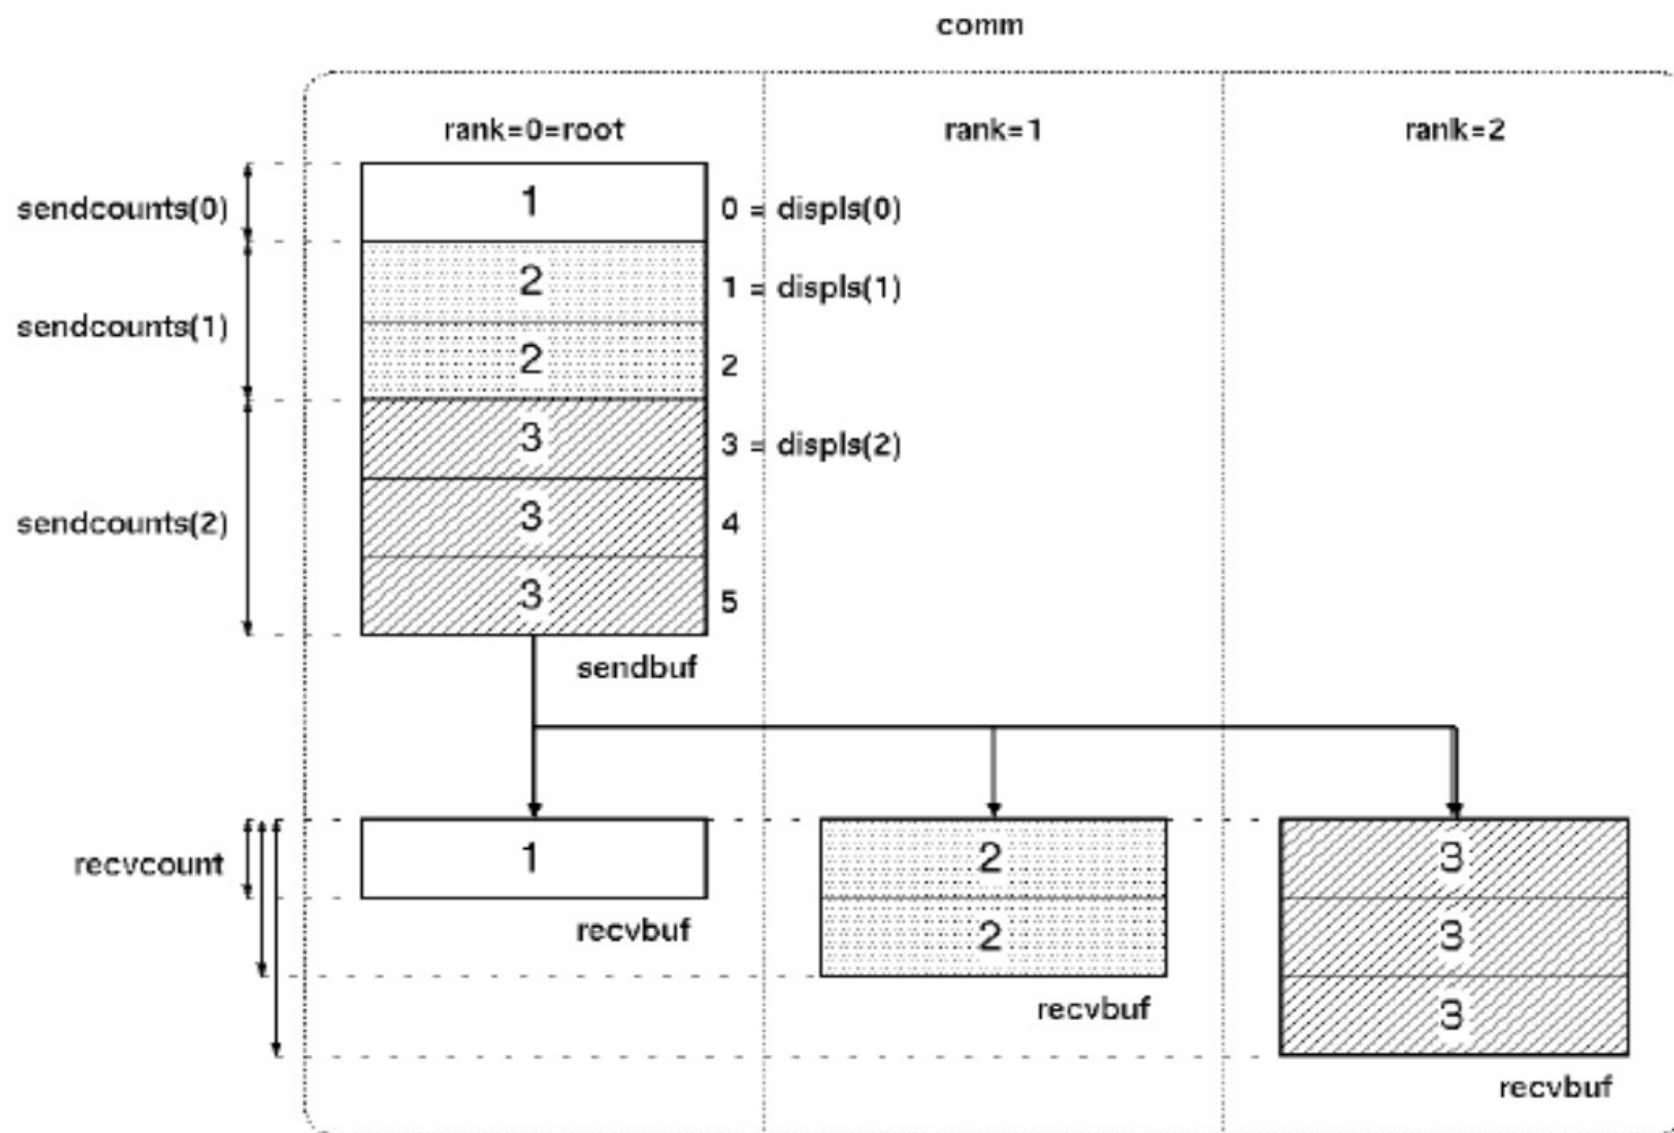 comm
rank=0=root rank=1 rank=2
sendcounts(0) 1 0 = displs(0)
2 1 = displs(1)
sendcounts(1)
2 2
3 3 = displs(2)
sendcounts(2) 3 4
3 5
sendbuf
recvcount 1 2 3
recvbuf 2 3
recvbuf 3
recvbuf